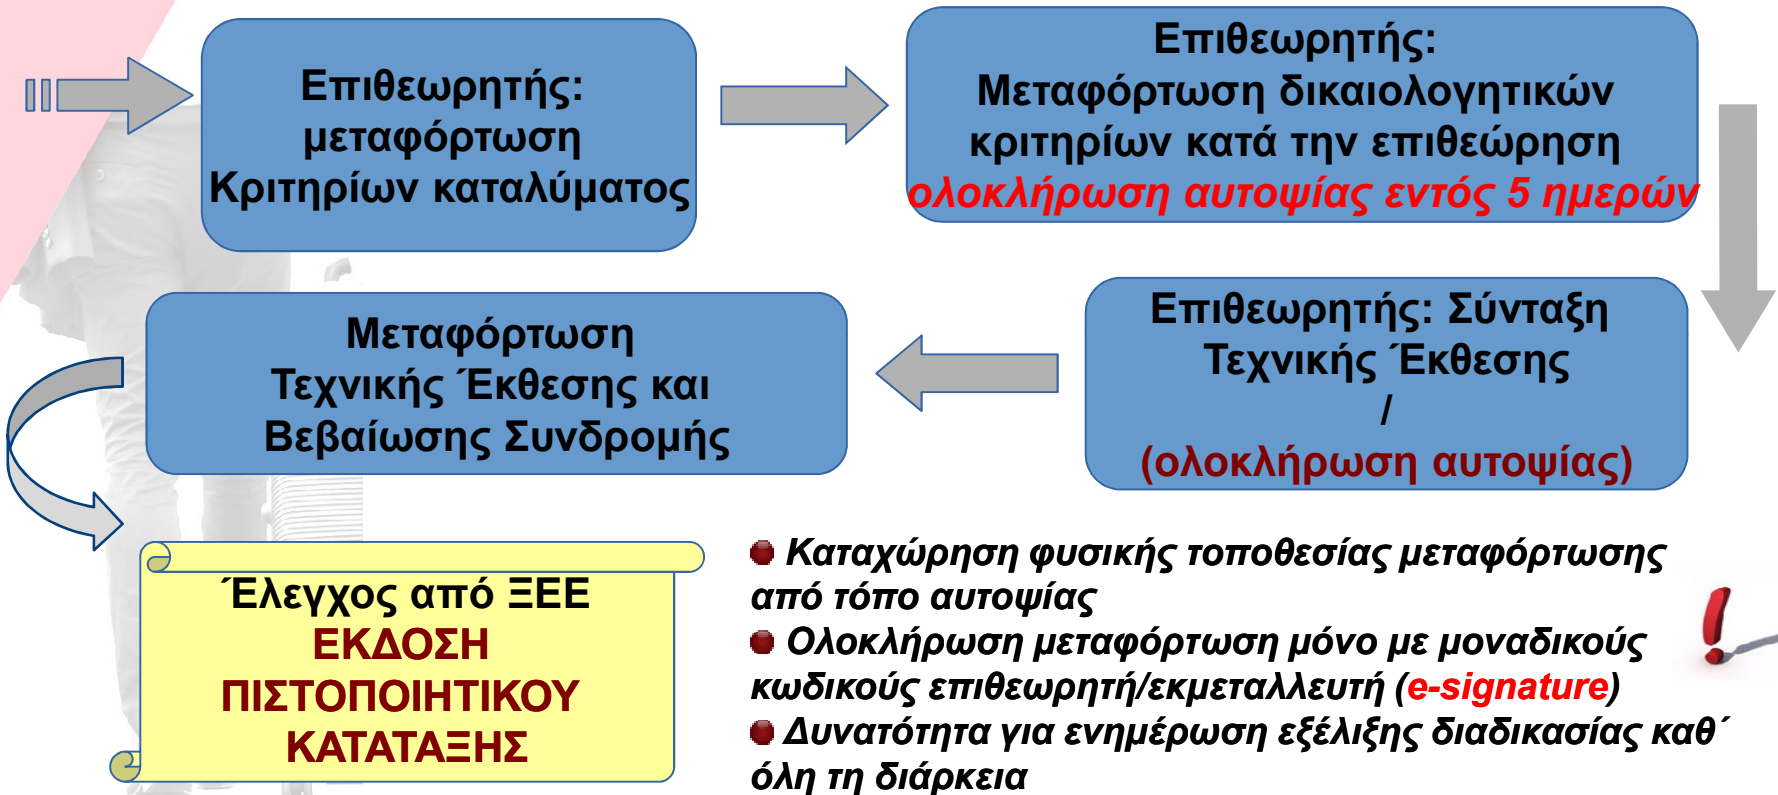 Επιθεωρητής:
μεταφόρτωση
Κριτηρίων καταλύματος
Επιθεωρητής:
Μεταφόρτωση δικαιολογητικών
κριτηρίων κατά την επιθεώρηση
ολοκλήρωση αυτοψίας εντός 5 ημερών
Επιθεωρητής: Σύνταξη
Τεχνικής Έκθεσης
/
(ολοκλήρωση αυτοψίας)
Μεταφόρτωση
Τεχνικής Έκθεσης και
Βεβαίωσης Συνδρομής
Έλεγχος από ΞΕΕ
ΕΚΔΟΣΗ
ΠΙΣΤΟΠΟΙΗΤΙΚΟΥ
ΚΑΤΑΤΑΞΗΣ
Καταχώρηση φυσικής τοποθεσίας μεταφόρτωσης
από τόπο αυτοψίας
Ολοκλήρωση μεταφόρτωση μόνο με μοναδικούς
κωδικούς επιθεωρητή/εκμεταλλευτή (e-signature)
Δυνατότητα για ενημέρωση εξέλιξης διαδικασίας καθ΄
όλη τη διάρκεια